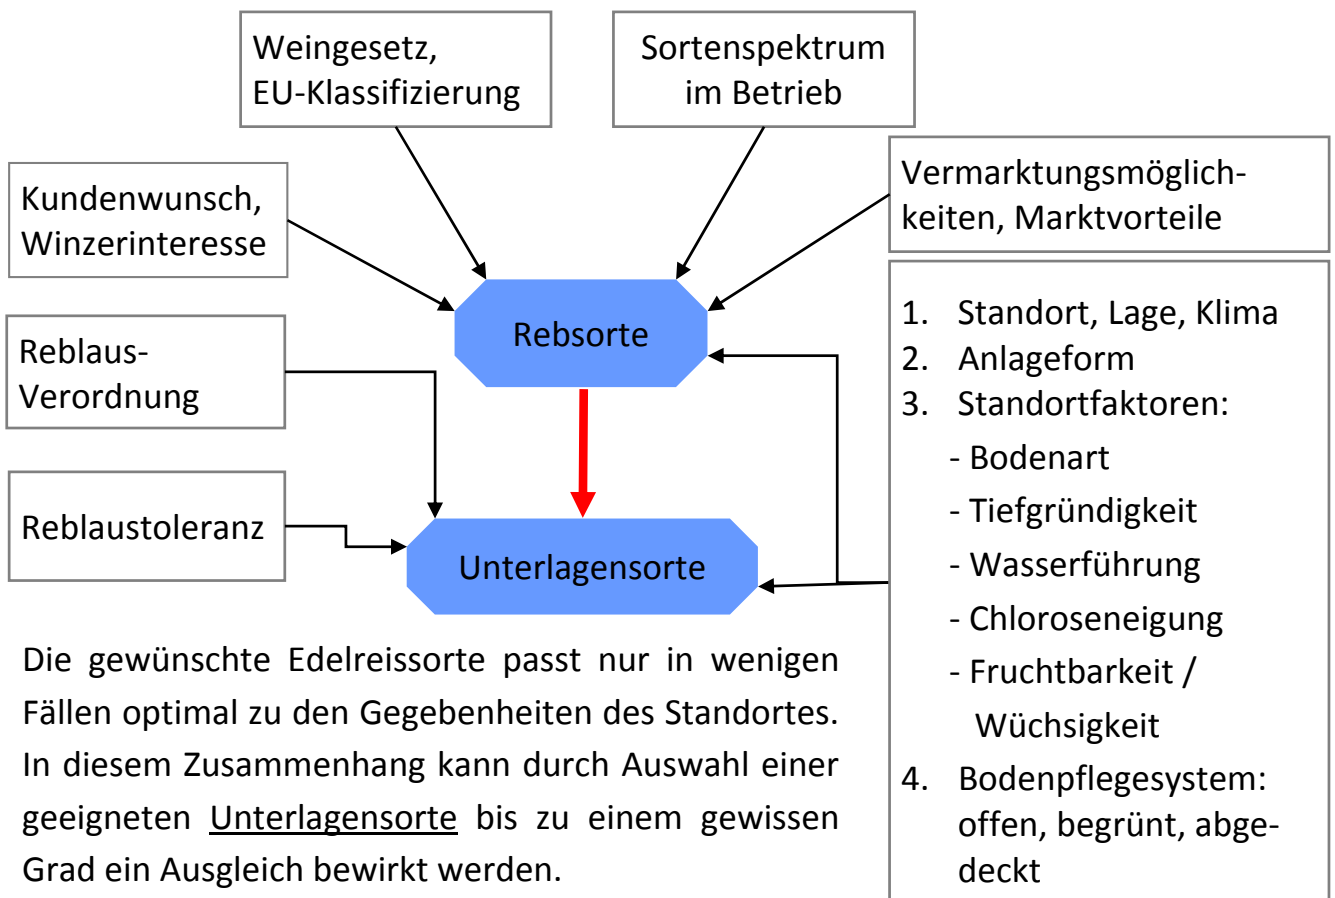 Weingesetz,
EU-Klassifizierung
Sortenspektrum
im Betrieb
Kundenwunsch,
Winzerinteresse
Vermarktungsmöglich-
keiten, Marktvorteile
Reblaus-
Verordnung
Rebsorte
Reblaustoleranz
Unterlagensorte
1. Standort, Lage, Klima
2. Anlageform
3. Standortfaktoren:
- Bodenart
- Tiefgründigkeit
- Wasserführung
- Chloroseneigung
- Fruchtbarkeit /
Wüchsigkeit
4. Bodenpflegesystem:
offen, begrünt, abge-
deckt
Die gewünschte Edelreissorte passt nur in wenigen
Fällen optimal zu den Gegebenheiten des Standortes.
In diesem Zusammenhang kann durch Auswahl einer
geeigneten Unterlagensorte bis zu einem gewissen
Grad ein Ausgleich bewirkt werden.